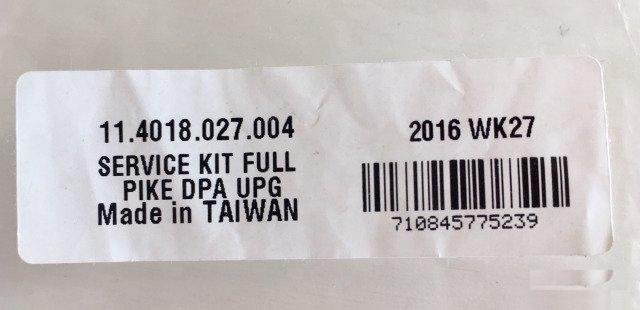 11.4018.027.004
SERVICE KIT FULL
PIKE DPA UPG
Made in TAIWAN
2016 WK27
710845775239